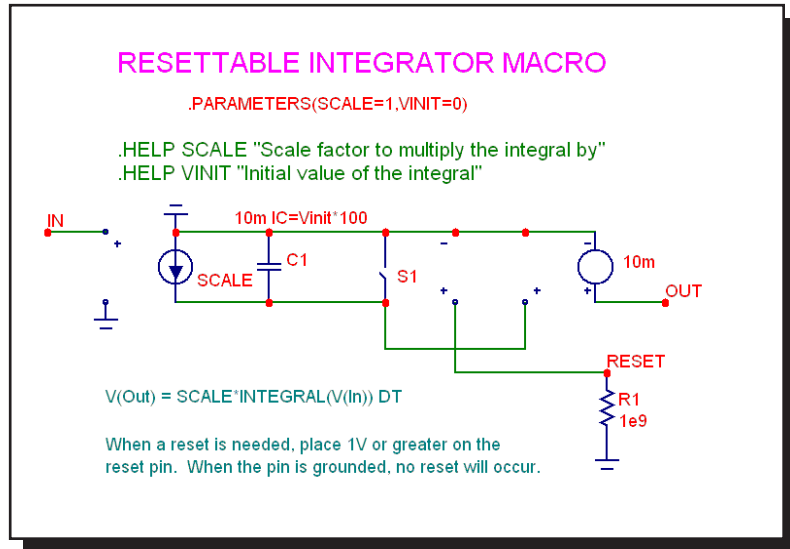 RESETTABLE INTEGRATOR MACRO
.PARAMETERS(SCALE=1,VINIT=0)
.HELP SCALE "Scale factor to multiply the integral by"
.HELP VINIT "Initial value of the integral"
IN
10m IC=Vinit*100
+
SCALE
C1
S1
-
+
+
-
+
10m
OUT
RESET
R1
1e9
V(Out) = SCALE*INTEGRAL(V(In)) DT
When a reset is needed, place 1V or greater on the
reset pin. When the pin is grounded, no reset will occur.